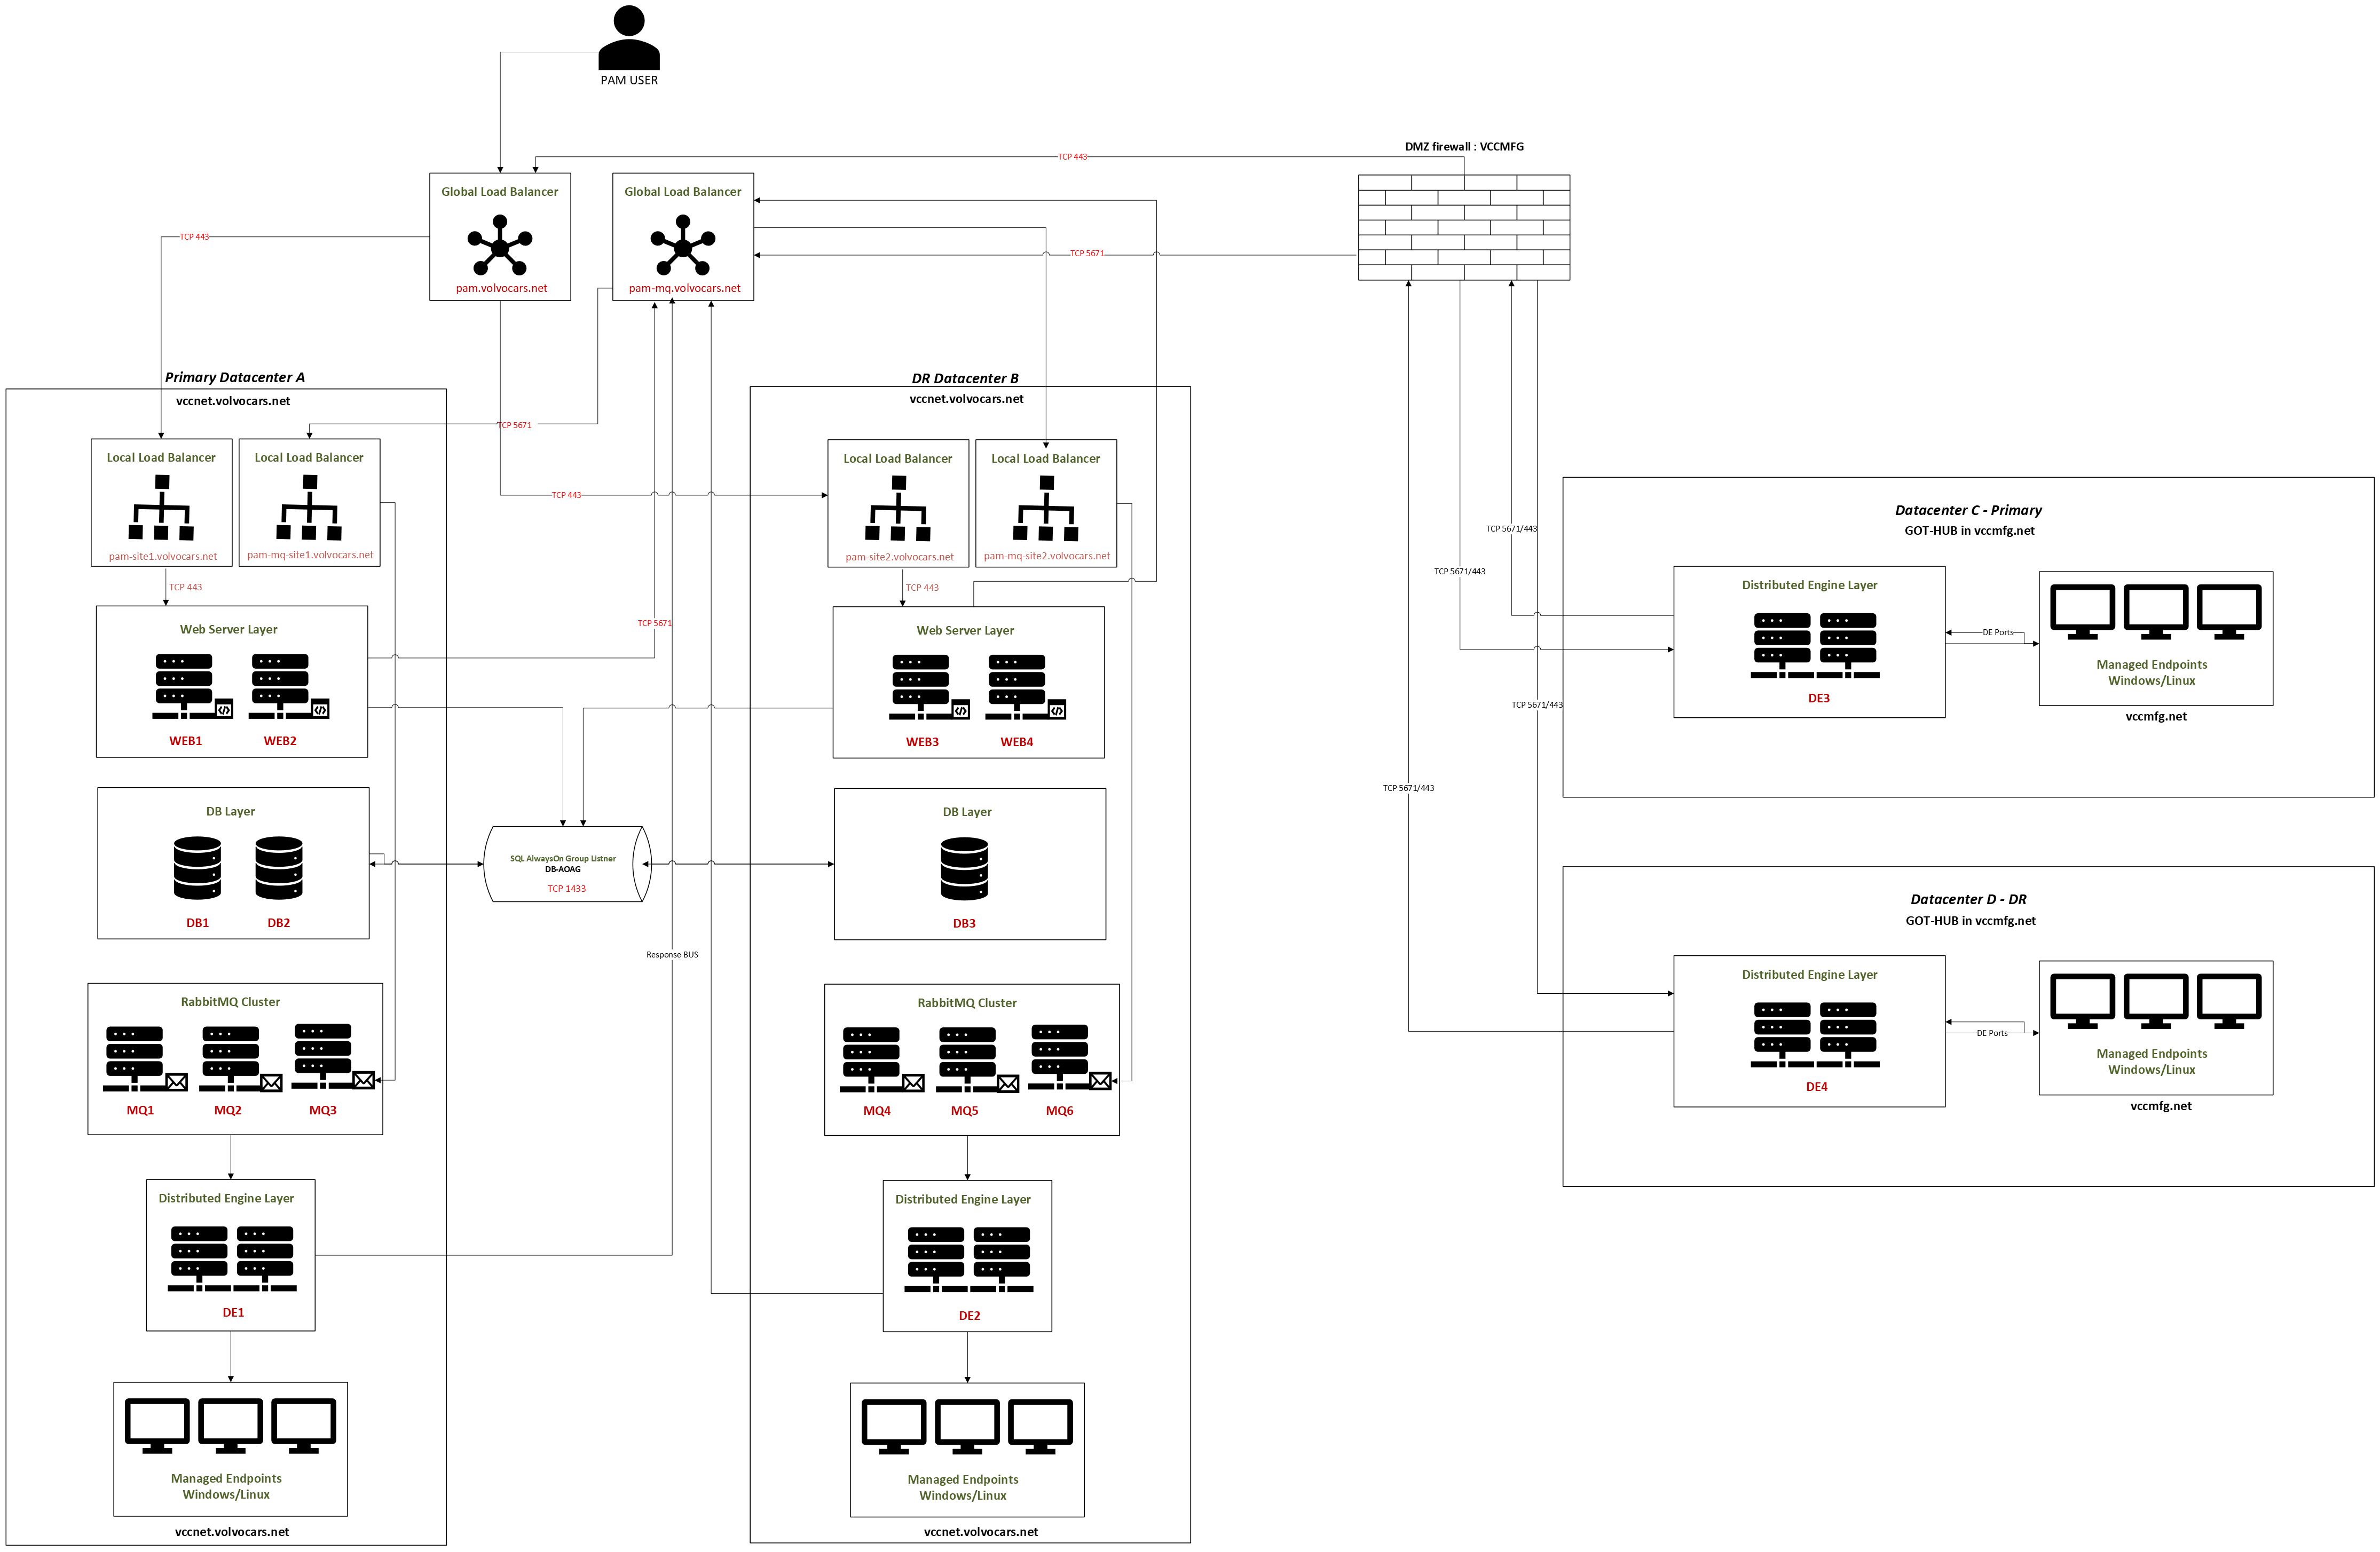 PAM USER
DMZ firewall : VCCMFG
TCP 443
Global Load Balancer
pam.volvocars.net
Global Load Balancer
pam-mq.volvocars.net
TCP 443
TCP 5671
Primary Datacenter A
vccnet.volvocars.net
TCP 5671
Local Load Balancer
pam-site1.volvocars.net
Local Load Balancer
pam-mq-site1.volvocars.net
TCP 443
TCP 443
Web Server Layer
WEB1
WEB2
TCP 5671
DB Layer
DB1
DB2
SQL AlwaysOn Group Listner
DB-AOAG
TCP 1433
Response BUS
RabbitMQ Cluster
MQ1
MQ2
MQ3
Distributed Engine Layer
DE1
Managed Endpoints
Windows/Linux
vccnet.volvocars.net
DR Datacenter B
vccnet.volvocars.net
Local Load Balancer
pam-site2.volvocars.net
Local Load Balancer
pam-mq-site2.volvocars.net
TCP 443
Web Server Layer
WEB3
WEB4
DB Layer
DB3
RabbitMQ Cluster
MQ4
MQ5
MQ6
Distributed Engine Layer
DE2
Managed Endpoints
Windows/Linux
vccnet.volvocars.net
TCP 5671/443
TCP 5671/443
TCP 5671/443
TCP 5671/443
Datacenter C - Primary
GOT-HUB in vccmfg.net
Distributed Engine Layer
DE3
DE Ports
Managed Endpoints
Windows/Linux
vccmfg.net
Datacenter D - DR
GOT-HUB in vccmfg.net
Distributed Engine Layer
DE4
DE Ports
Managed Endpoints
Windows/Linux
vccmfg.net